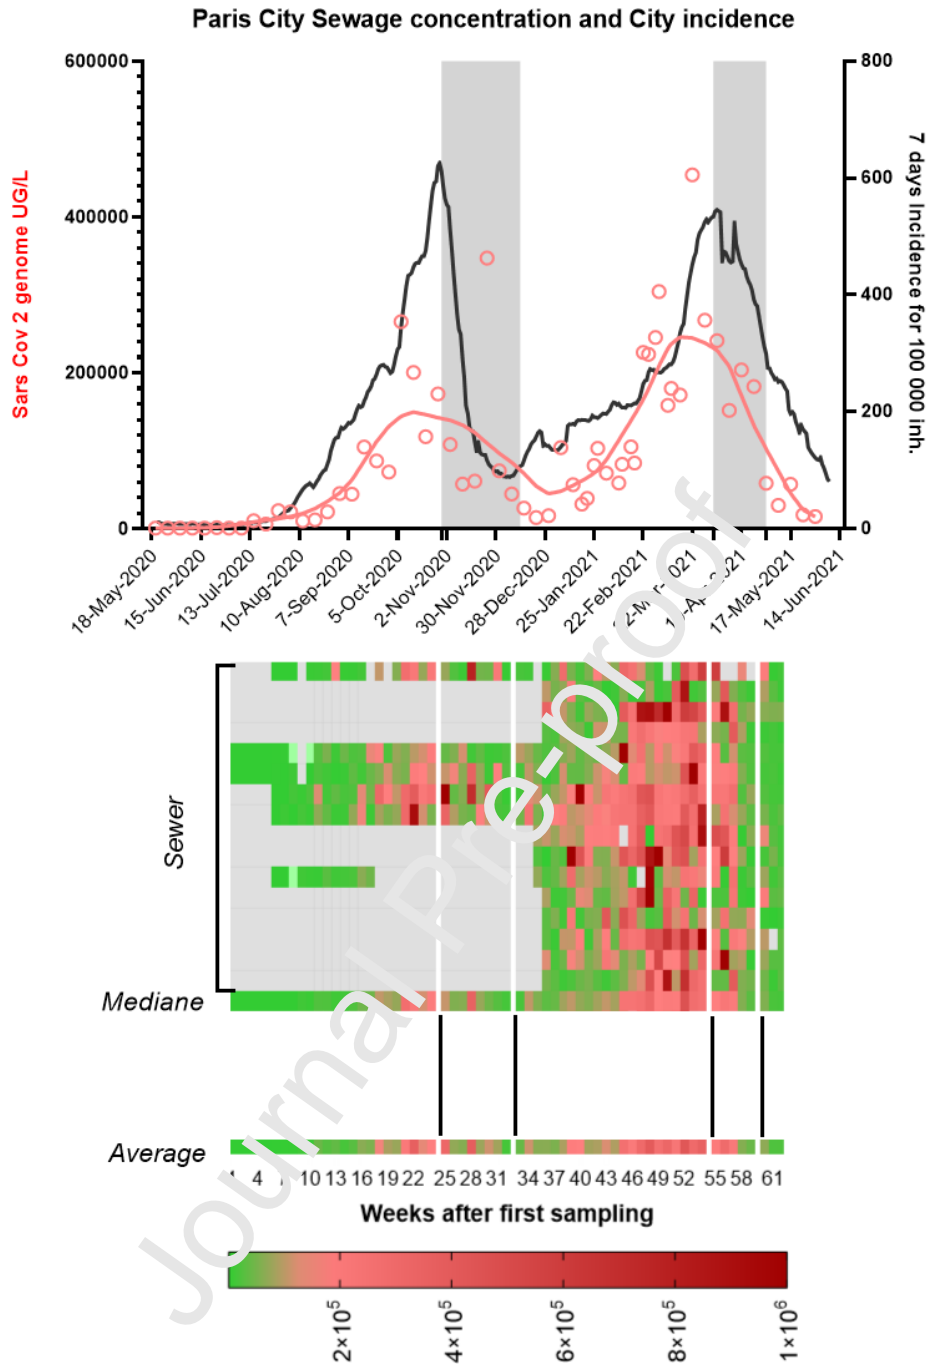 Paris City Sewage concentration and City incidence
600000
400000
200000
0
800
600
400
200
0
Sars Cov 2 genome UG/L
7 days Incidence for 100 000 inh.
18-May-2020
15-Jun-2020
13-Jul-2020
10-Aug-2020
7-Sep-2020
5-Oct-2020
2-Nov-2020
30-Nov-2020
28-Dec-2020
25-Jan-2021
22-Feb-2021
17-May-2021
14-Jun-2021
Sewer
Mediane
Average
4 10 13 16 19 22 25 28 31 34 37 40 43 46 49 52 55 58 61
Weeks after first sampling
2×10⁵
4×10⁵
6×10⁵
8×10⁵
1×10⁶
Journal Pre-proof